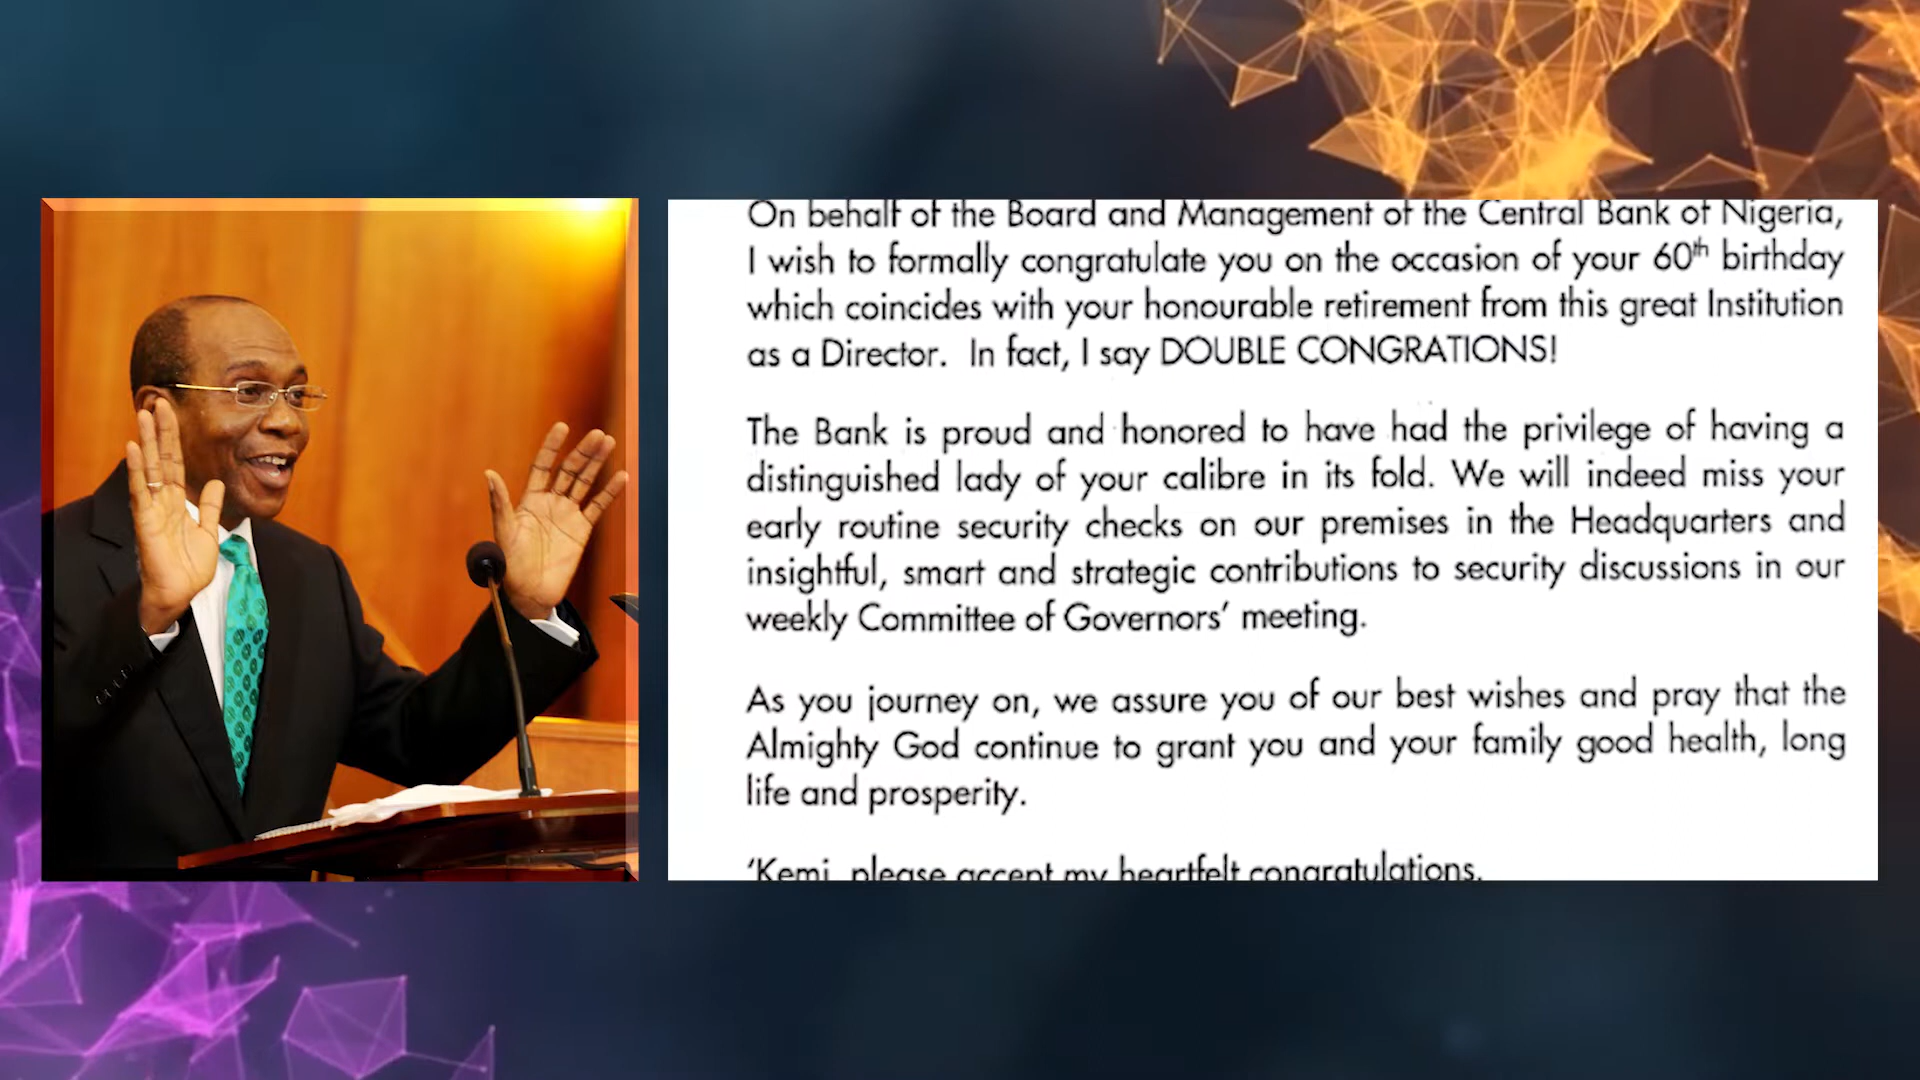 On behalf of the Board and Management of the Central Bank of Nigeria,
I wish to formally congratulate you on the occasion of your 60th birthday
which coincides with your honourable retirement from this great Institution
as a Director. In fact, I say DOUBLE CONGRATIONS!
The Bank is proud and honored to have had the privilege of having a
distinguished lady of your calibre in its fold. We will indeed miss your
early routine security checks on our premises in the Headquarters and
insightful, smart and strategic contributions to security discussions in our
weekly Committee of Governors' meeting.
As you journey on, we assure you of our best wishes and pray that the
Almighty God continue to grant you and your family good health, long
life and prosperity.
'Kemi, please accept my heartfelt congratulations.